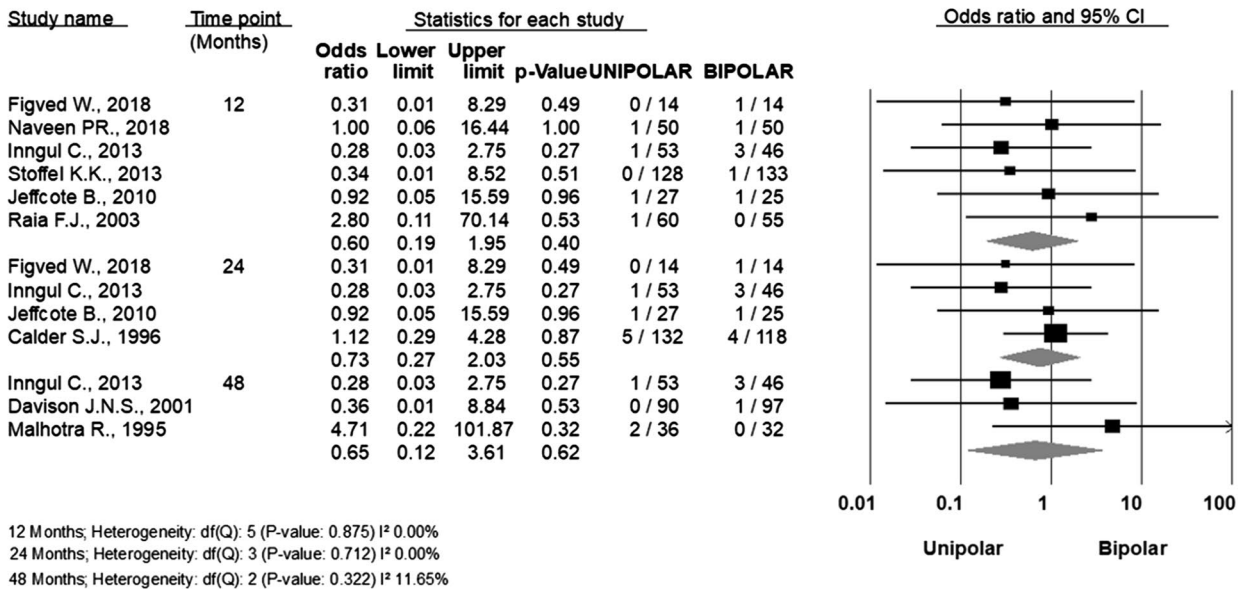 Study name Time point Statistics for each study Odds ratio and 95% CI
(Months)
Odds Lower Upper
ratio limit limit p-Value UNIPOLAR BIPOLAR
Figved W., 2018 12 0.31 0.01 8.29 0.49 0 / 14 1 / 14
Naveen PR., 2018 1.00 0.06 16.44 1.00 1 / 50 1 / 50
Inngul C., 2013 0.28 0.03 2.75 0.27 1 / 53 3 / 46
Stoffel K.K., 2013 0.34 0.01 8.52 0.51 0 / 128 1 / 133
Jeffcote B., 2010 0.92 0.05 15.59 0.96 1 / 27 1 / 25
Raia F.J., 2003 2.80 0.11 70.14 0.53 1 / 60 0 / 55
0.60 0.19 1.95 0.40
Figved W., 2018 24 0.31 0.01 8.29 0.49 0 / 14 1 / 14
Inngul C., 2013 0.28 0.03 2.75 0.27 1 / 53 3 / 46
Jeffcote B., 2010 0.92 0.05 15.59 0.96 1 / 27 1 / 25
Calder S.J., 1996 1.12 0.29 4.28 0.87 5 / 132 4 / 118
0.73 0.27 2.03 0.55
Inngul C., 2013 48 0.28 0.03 2.75 0.27 1 / 53 3 / 46
Davison J.N.S., 2001 0.36 0.01 8.84 0.53 0 / 90 1 / 97
Malhotra R., 1995 4.71 0.22 101.87 0.32 2 / 36 0 / 32
0.65 0.12 3.61 0.62
0.01 0.1 1 10 100
Unipolar Bipolar
12 Months; Heterogeneity: df(Q): 5 (P-value: 0.875) I² 0.00%
24 Months; Heterogeneity: df(Q): 3 (P-value: 0.712) I² 0.00%
48 Months; Heterogeneity: df(Q): 2 (P-value: 0.322) I² 11.65%